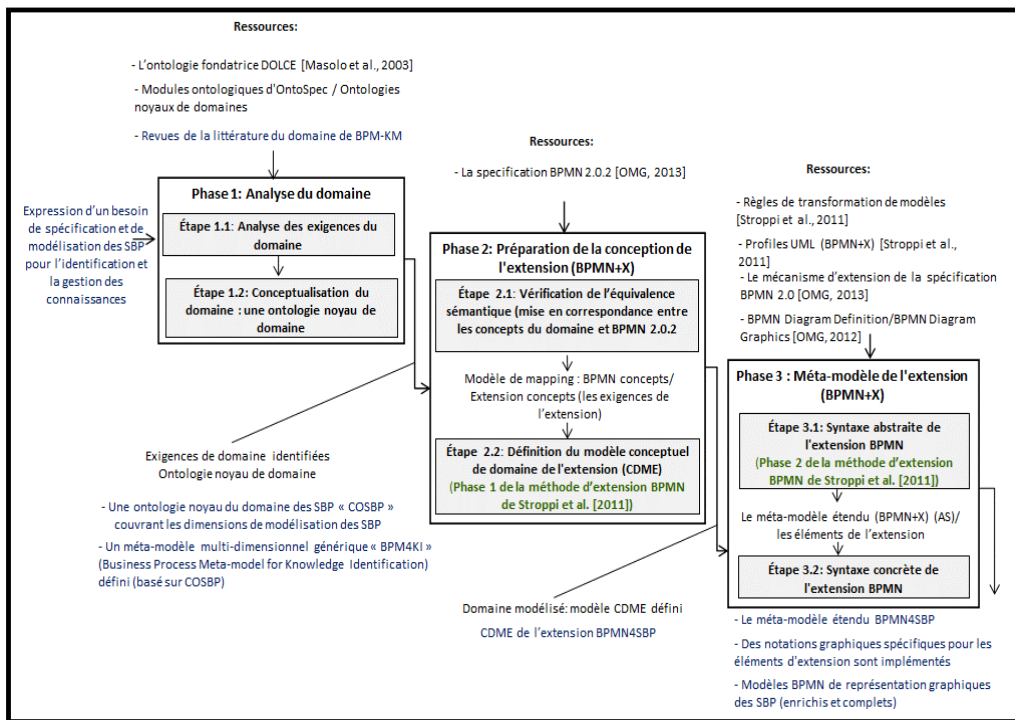 Ressources:
- L'ontologie fondatrice DOLCE [Masolo et al., 2003]
- Modules ontologiques d'OntoSpec / Ontologies
noyaux de domaines
- Revues de la littérature du domaine de BPM-KM
Expression d'un besoin
de spécification et de
modélisation des SBP
pour l'identification et
la gestion des
connaissances
Phase 1: Analyse du domaine
Étape 1.1: Analyse des exigences du
domaine
Étape 1.2: Conceptualisation du
domaine : une ontologie noyau de
domaine
Exigences de domaine identifiées
Ontologie noyau de domaine
- Une ontologie noyau du domaine des SBP « COSBP »
couvrant les dimensions de modélisation des SBP
- Un méta-modèle multi-dimensionnel générique « BPM4KI »
(Business Process Meta-model for Knowledge Identification)
défini (basé sur COSBP)
Ressources:
- La specification BPMN 2.0.2 [OMG, 2013]
Phase 2: Préparation de la conception de
l'extension (BPMN+X)
Étape 2.1: Vérification de l'équivalence
sémantique (mise en correspondance entre
les concepts du domaine et BPMN 2.0.2
Modèle de mapping : BPMN concepts/
Extension concepts (les exigences de
l'extension)
Étape 2.2: Définition du modèle conceptuel
de domaine de l'extension (CDME)
(Phase 1 de la méthode d'extension BPMN
de Stroppi et al. [2011])
Domaine modélisé: modèle CDME défini
CDME de l'extension BPMN4SBP
Ressources:
- Règles de transformation de modèles
[Stroppi et al., 2011]
- Profiles UML (BPMN+X) [Stroppi et al.,
2011]
- Le mécanisme d'extension de la spécification
BPMN 2.0 [OMG, 2013]
- BPMN Diagram Definition/BPMN Diagram
Graphics [OMG, 2012]
Phase 3 : Méta-modèle de l'extension
(BPMN+X)
Étape 3.1: Syntaxe abstraite de
l'extension BPMN
(Phase 2 de la méthode d'extension
BPMN de Stroppi et al. [2011])
Le méta-modèle étendu (BPMN+X) (AS)/
les éléments de l'extension
Étape 3.2: Syntaxe concrète de
l'extension BPMN
- Le méta-modèle étendu BPMN4SBP
- Des notations graphiques spécifiques pour les
éléments d'extension sont implémentés
- Modèles BPMN de représentation graphiques
des SBP (enrichis et complets)